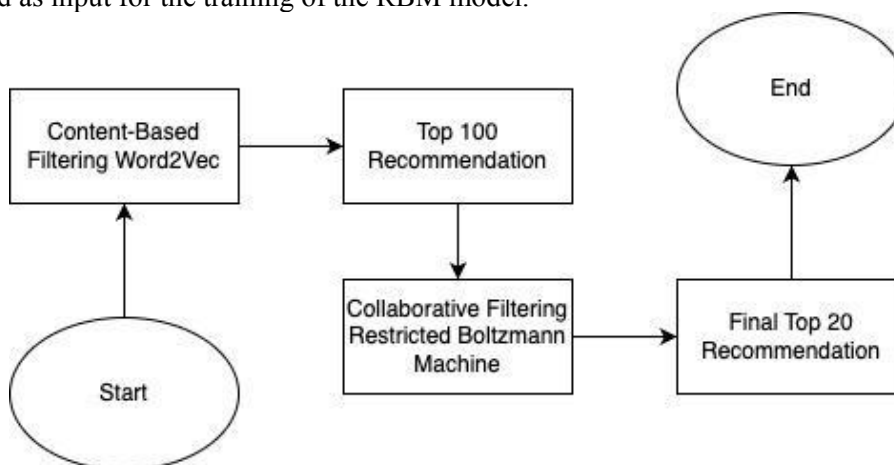 as input for the training of the RBM model.
Content-Based
Filtering Word2Vec
Top 100
Recommendation
End
Collaborative Filtering
Restricted Boltzmann
Machine
Final Top 20
Recommendation
Start